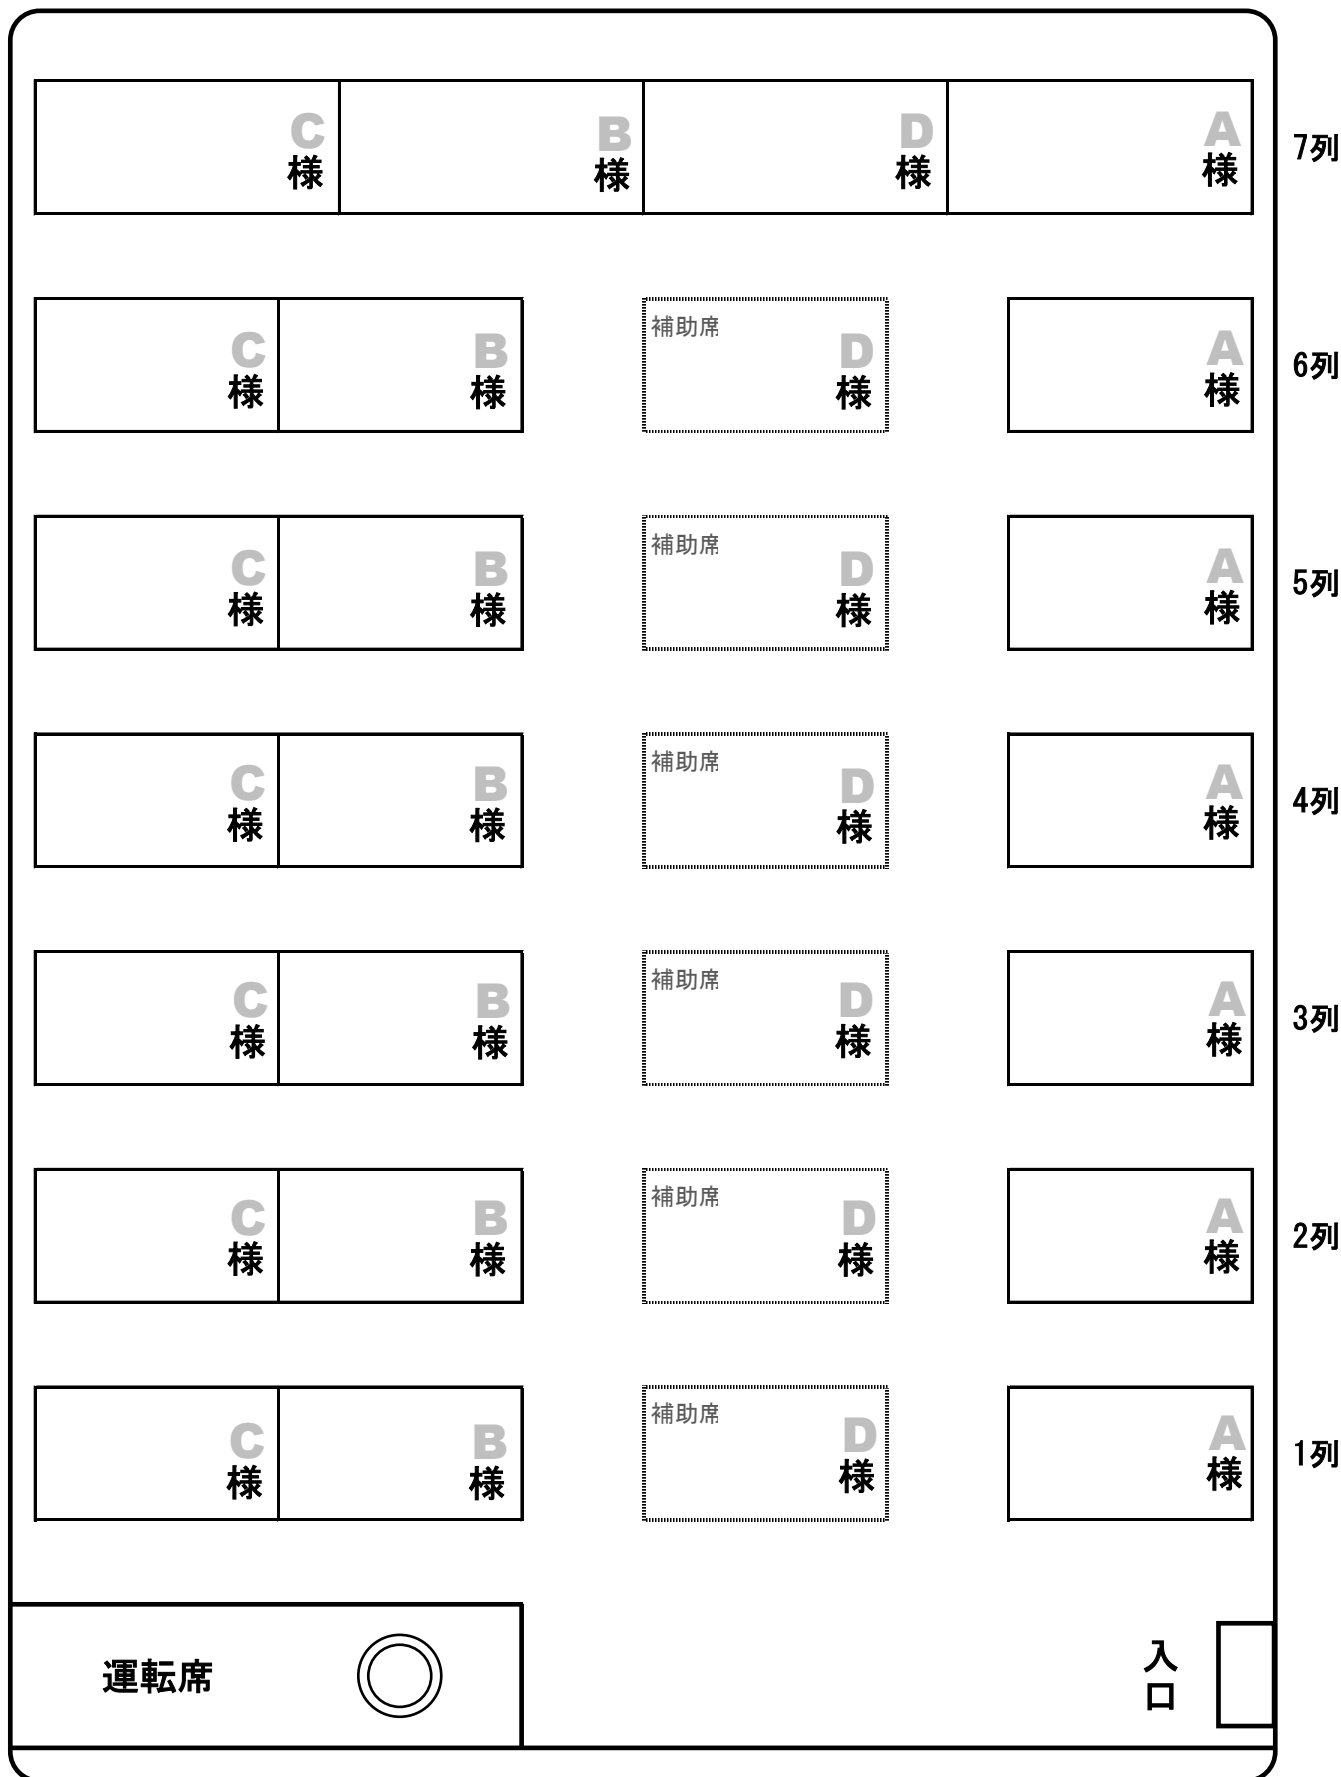 C B D A
様 様 様 様 7列
補助席
C B D A
様 様 様 様 6列
補助席
C B D A
様 様 様 様 5列
補助席
C B D A
様 様 様 様 4列
補助席
C B D A
様 様 様 様 3列
補助席
C B D A
様 様 様 様 2列
補助席
C B D A
様 様 様 様 1列
運転席
入口